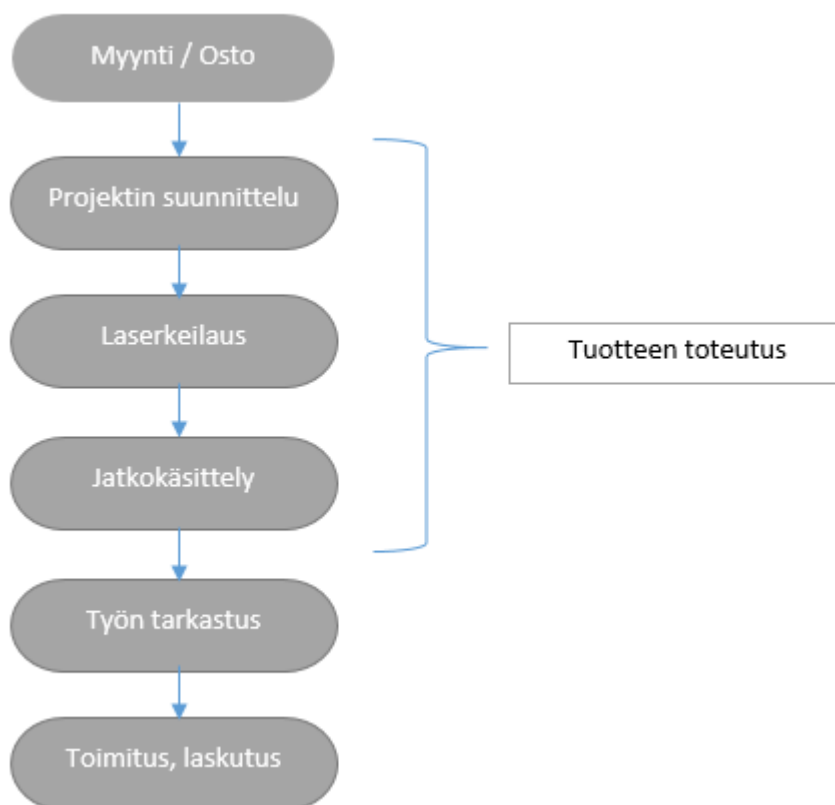 Myynti / Osto
Projektin suunnittelu
Laserkeilaus
Tuotteen toteutus
Jatkokäsittely
Työn tarkastus
Toimitus, laskutus